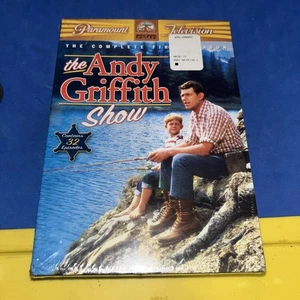 Paramount Television
THE COMPLETE
the
Andy
Griffith
Show
Contains
32
Episodes